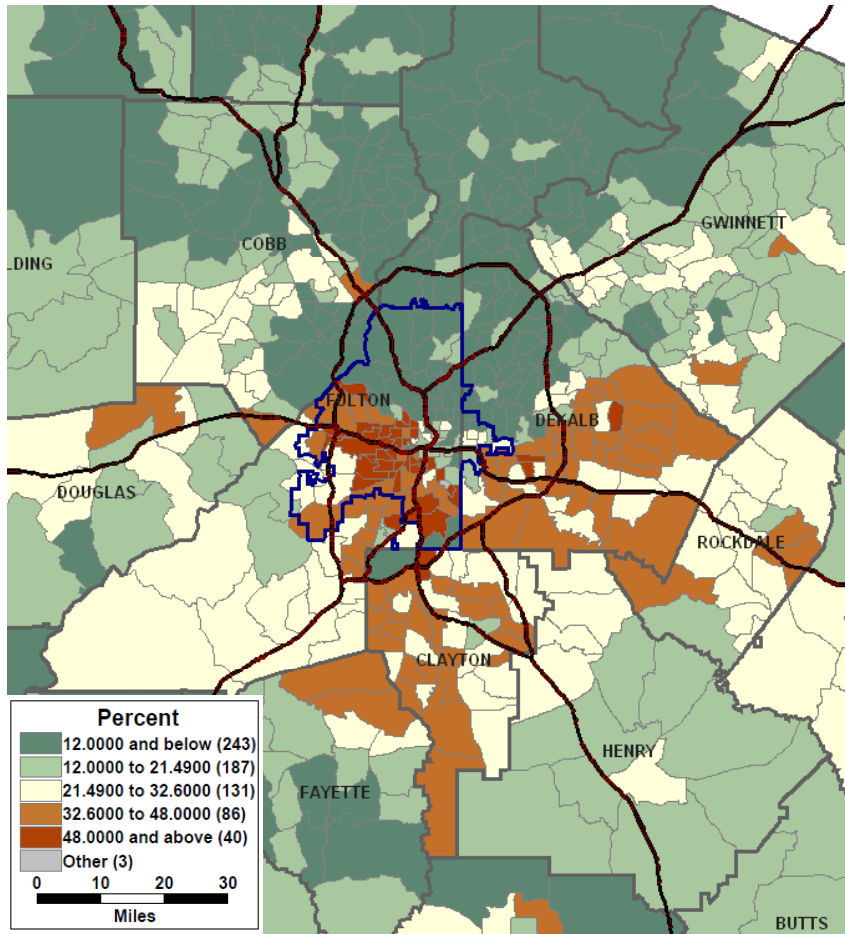 GWINNETT
COBB
LDING
FULTON
DEKALB
DOUGLAS
ROCKDALE
CLAYTON
HENRY
FAYETTE
BUTTS
Percent
12.0000 and below (243)
12.0000 to 21.4900 (187)
21.4900 to 32.6000 (131)
32.6000 to 48.0000 (86)
48.0000 and above (40)
Other (3)
0 10 20 30
Miles